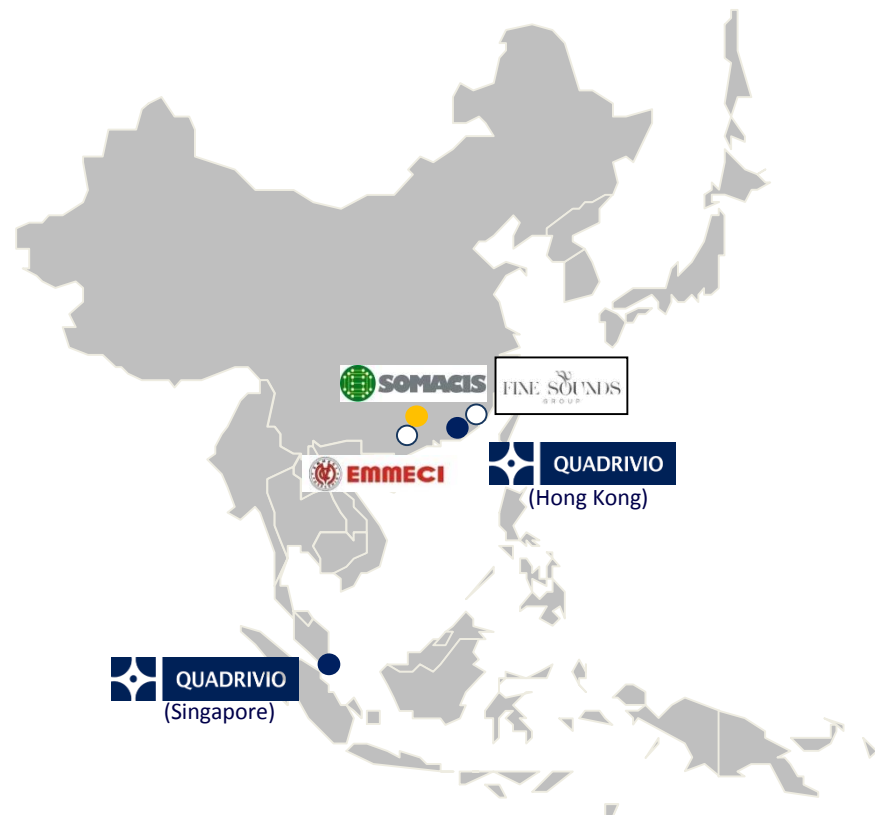 SOMACIS
FINE SOUNDS
GROUP
EMMECI
QUADRIVIO
(Hong Kong)
QUADRIVIO
(Singapore)